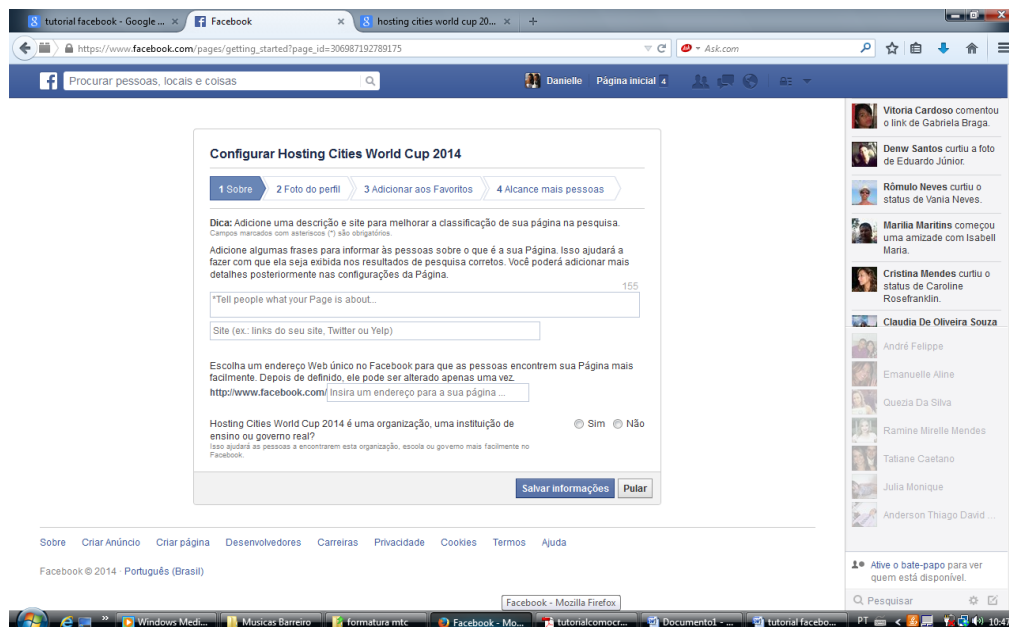 tutorial facebook - Google ...
Facebook
hosting cities world cup 20...
https://www.facebook.com/pages/getting_started?page_id=306987192789175
Ask.com
Procurar pessoas, locais e coisas
Danielle
Página inicial 4
Configurar Hosting Cities World Cup 2014
1 Sobre
2 Foto do perfil
3 Adicionar aos Favoritos
4 Alcance mais pessoas
Dica: Adicione uma descrição e site para melhorar a classificação de sua página na pesquisa.
Campos marcados com asteriscos (*) são obrigatórios.
Adicione algumas frases para informar às pessoas sobre o que é a sua Página. Isso ajudará a
fazer com que ela seja exibida nos resultados de pesquisa corretos. Você poderá adicionar mais
detalhes posteriormente nas configurações da Página.
155
*Tell people what your Page is about...
Site (ex.: links do seu site, Twitter ou Yelp)
Escolha um endereço Web único no Facebook para que as pessoas encontrem sua Página mais
facilmente. Depois de definido, ele pode ser alterado apenas uma vez.
http://www.facebook.com/ Insira um endereço para a sua página ...
Hosting Cities World Cup 2014 é uma organização, uma instituição de
ensino ou governo real?
Sim
Não
Isso ajudará as pessoas a encontrarem esta organização, escola ou governo mais facilmente no
Facebook.
Salvar informações
Pular
Sobre
Criar Anúncio
Criar página
Desenvolvedores
Carreiras
Privacidade
Cookies
Termos
Ajuda
Facebook © 2014 · Português (Brasil)
Vitoria Cardoso comentou
o link de Gabriela Braga.
Denw Santos curtiu a foto
de Eduardo Júnior.
Rômulo Neves curtiu o
status de Vania Neves.
Marilia Maritins começou
uma amizade com Isabell
Maria.
Cristina Mendes curtiu o
status de Caroline
Rosefranklin.
Claudia De Oliveira Souza
André Felippe
Emanuelle Aline
Quezia Da Silva
Ramine Mirelle Mendes
Tatiane Caetano
Julia Monique
Anderson Thiago David ...
Ative o bate-papo para ver
quem está disponível.
Pesquisar
Facebook - Mozilla Firefox
Windows Medi...
Musicas Barreiro
formatura mtc
Facebook - Mo...
tutorialcomocr...
Documento1 - ...
tutorial facebo...
PT
10:47